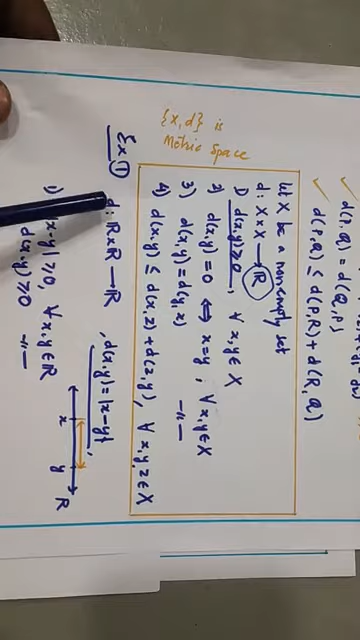 d(P,Q) = d(Q,P)
d(P,Q) ≤ d(P,R) + d(R,Q)
{X,d} is
Metric Space
let X be a nonempty set
d: X×X → ℝ
1) d(x,y) ≥ 0, ∀ x,y ∈ X
2) d(x,y) = 0 ⇔ x=y ; ∀ x,y ∈ X
3) d(x,y) = d(y,x) —"—
4) d(x,y) ≤ d(x,z) + d(z,y), ∀ x,y,z ∈ X
Ex ①
d: ℝ×ℝ → ℝ, d(x,y) = |x-y|,
1) |x-y| ≥ 0, ∀ x,y ∈ ℝ
d(x,y) ≥ 0 —"—
x y R